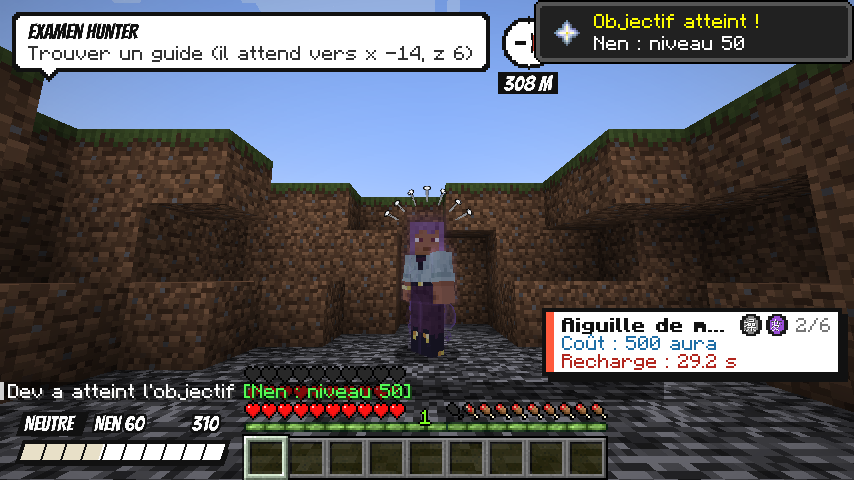 EXAMEN HUNTER
Trouver un guide (il attend vers x -14, z 6)
308 M
Objectif atteint !
Nen : niveau 50
Aiguille de m... 2/6
Coût : 500 aura
Recharge : 29.2 s
Dev a atteint l'objectif [Nen : niveau 50]
NEUTRE NEN 60 310
1